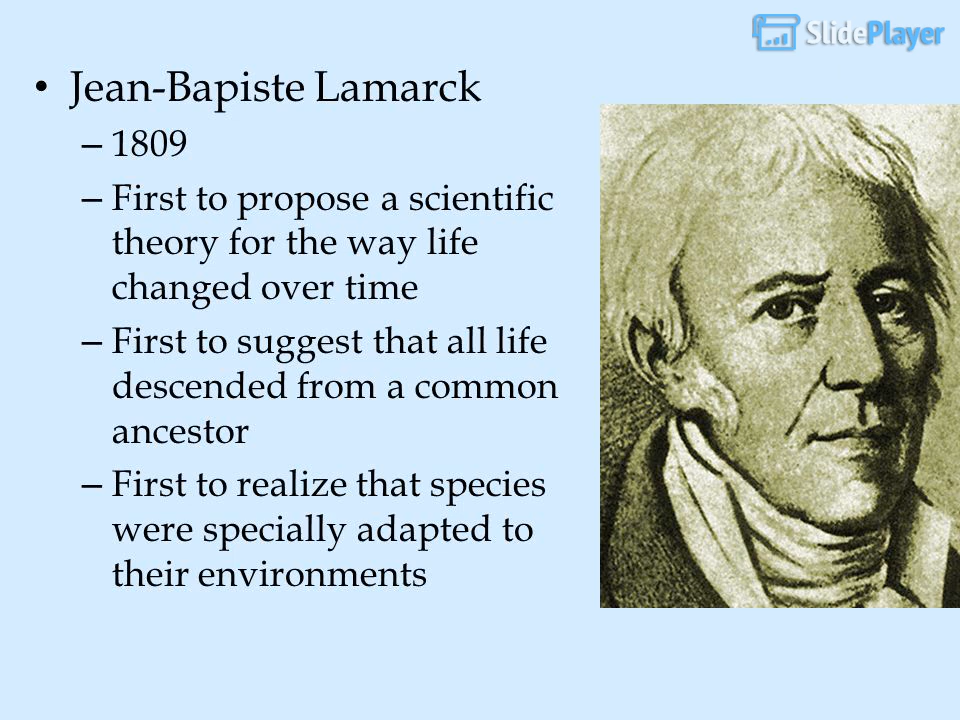 SlidePlayer
• Jean-Bapiste Lamarck
– 1809
– First to propose a scientific
theory for the way life
changed over time
– First to suggest that all life
descended from a common
ancestor
– First to realize that species
were specially adapted to
their environments